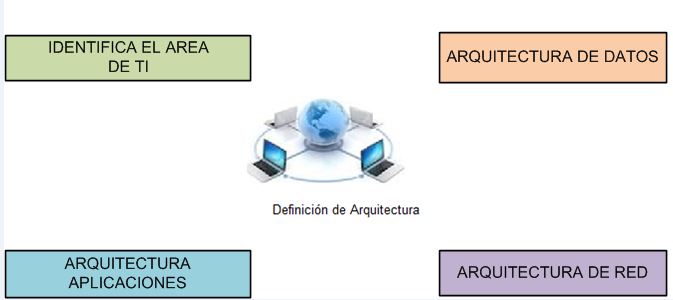 IDENTIFICA EL AREA
DE TI
ARQUITECTURA DE DATOS
Definición de Arquitectura
ARQUITECTURA
APLICACIONES
ARQUITECTURA DE RED